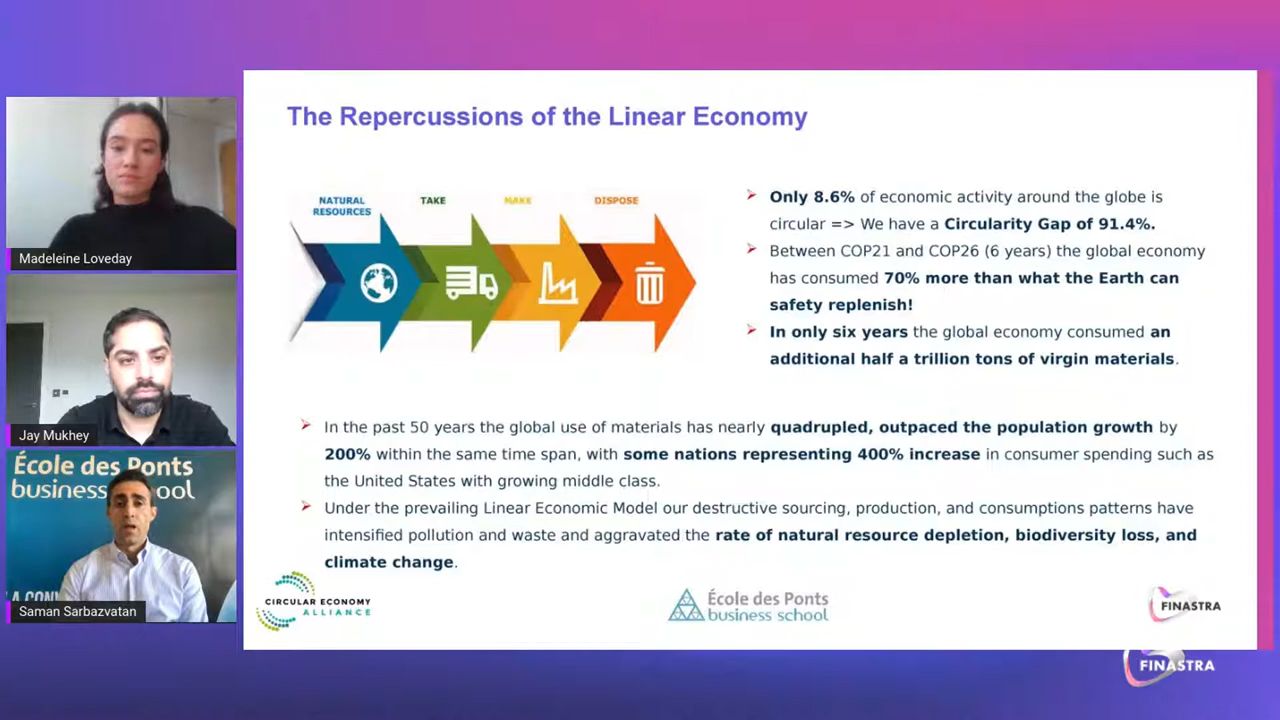 The Repercussions of the Linear Economy
NATURAL
RESOURCES
TAKE
MAKE
DISPOSE
Only 8.6% of economic activity around the globe is
circular => We have a Circularity Gap of 91.4%.
Between COP21 and COP26 (6 years) the global economy
has consumed 70% more than what the Earth can
safety replenish!
In only six years the global economy consumed an
additional half a trillion tons of virgin materials.
In the past 50 years the global use of materials has nearly quadrupled, outpaced the population growth by
200% within the same time span, with some nations representing 400% increase in consumer spending such as
the United States with growing middle class.
Under the prevailing Linear Economic Model our destructive sourcing, production, and consumptions patterns have
intensified pollution and waste and aggravated the rate of natural resource depletion, biodiversity loss, and
climate change.
CIRCULAR ECONOMY
ALLIANCE
École des Ponts
business school
FINASTRA
FINASTRA
Madeleine Loveday
Jay Mukhey
École des Ponts
business school
Saman Sarbazvatan